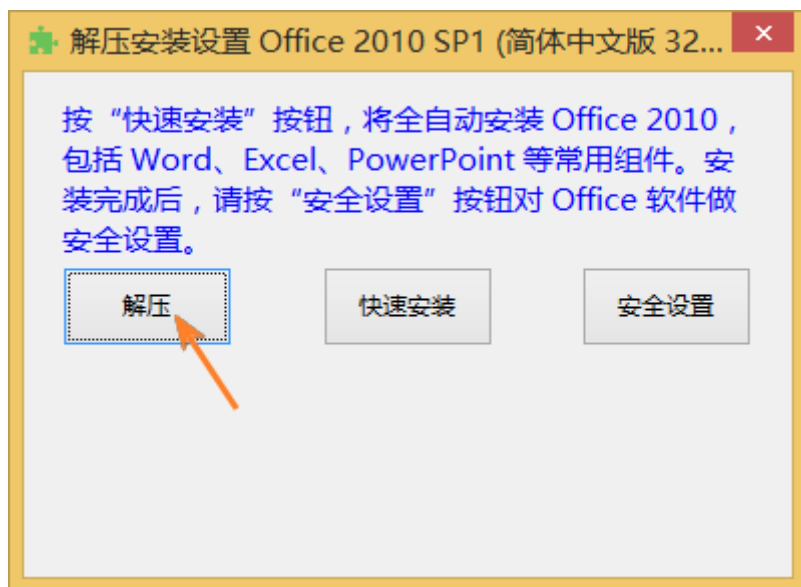 解压安装设置 Office 2010 SP1 (简体中文版 32...
按“快速安装”按钮，将全自动安装 Office 2010，
包括 Word、Excel、PowerPoint 等常用组件。安
装完成后，请按“安全设置”按钮对 Office 软件做
安全设置。
解压 快速安装 安全设置